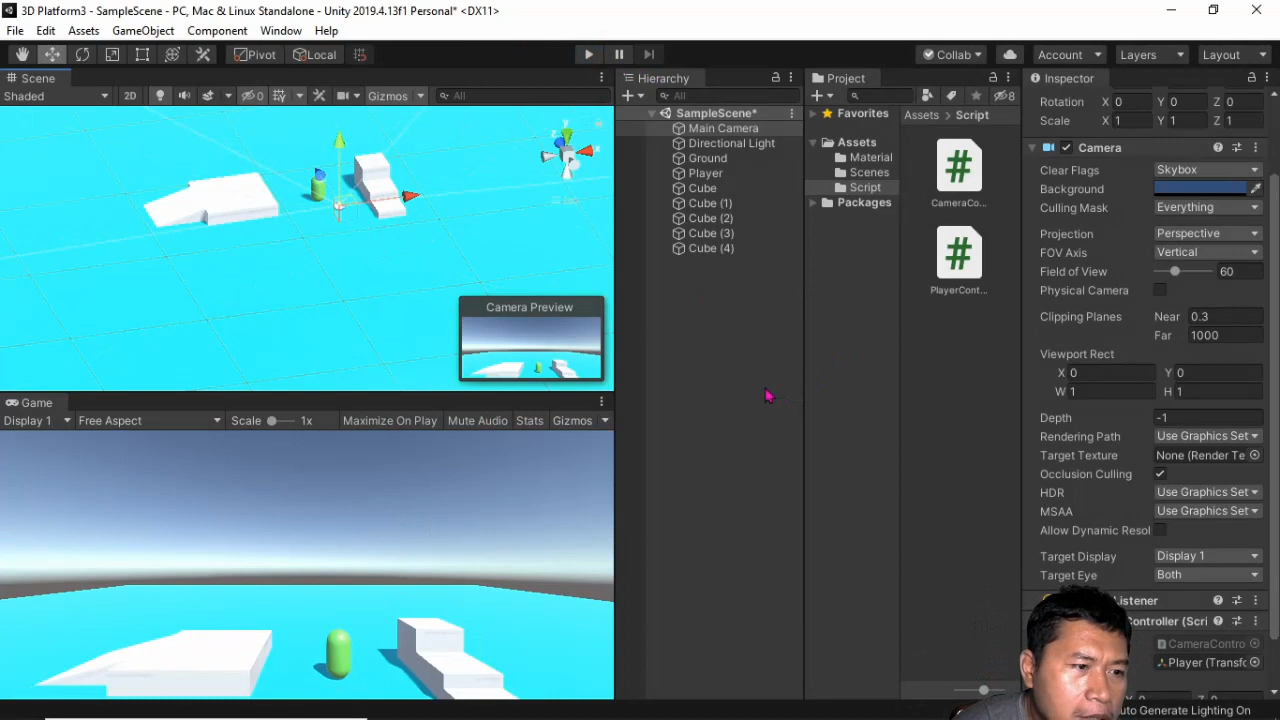 3D Platform3 - SampleScene - PC, Mac & Linux Standalone - Unity 2019.4.13f1 Personal* <DX11>
File Edit Assets GameObject Component Window Help
Pivot Local Collab Account Layers Layout
Scene
Shaded 2D 0 Gizmos All
Hierarchy
All
SampleScene*
Main Camera
Directional Light
Ground
Player
Cube
Cube (1)
Cube (2)
Cube (3)
Cube (4)
Project
8
Favorites
Assets
Material
Scenes
Script
Packages
Assets Script
CameraCo...
PlayerCont...
Camera Preview
Game
Display 1 Free Aspect Scale 1x Maximize On Play Mute Audio Stats Gizmos
Inspector
Rotation X 0 Y 0 Z 0
Scale X 1 Y 1 Z 1
Camera
Clear Flags Skybox
Background
Culling Mask Everything
Projection Perspective
FOV Axis Vertical
Field of View 60
Physical Camera
Clipping Planes Near 0.3
Far 1000
Viewport Rect
X 0 Y 0
W 1 H 1
Depth -1
Rendering Path Use Graphics Set
Target Texture None (Render Te
Occlusion Culling
HDR Use Graphics Set
MSAA Use Graphics Set
Allow Dynamic Resol
Target Display Display 1
Target Eye Both
Listener
Controller (Scri
CameraContro
Player (Transfo
Auto Generate Lighting On